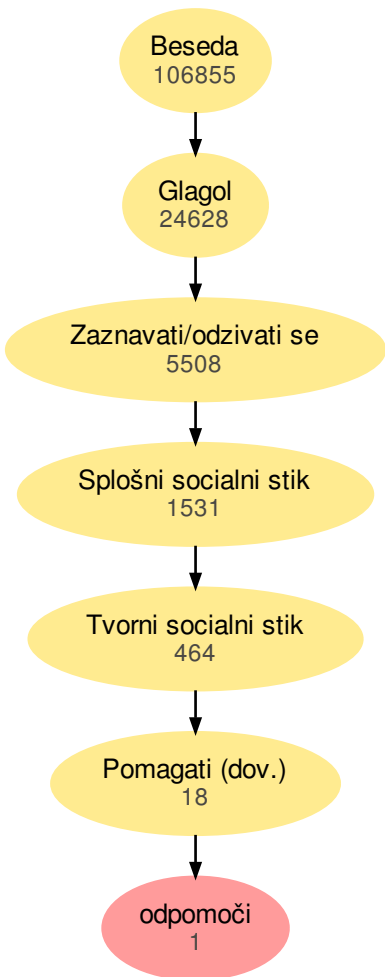 Beseda
106855
Glagol
24628
Zaznavati/odzivati se
5508
Splošni socialni stik
1531
Tvorni socialni stik
464
Pomagati (dov.)
18
odpomoči
1